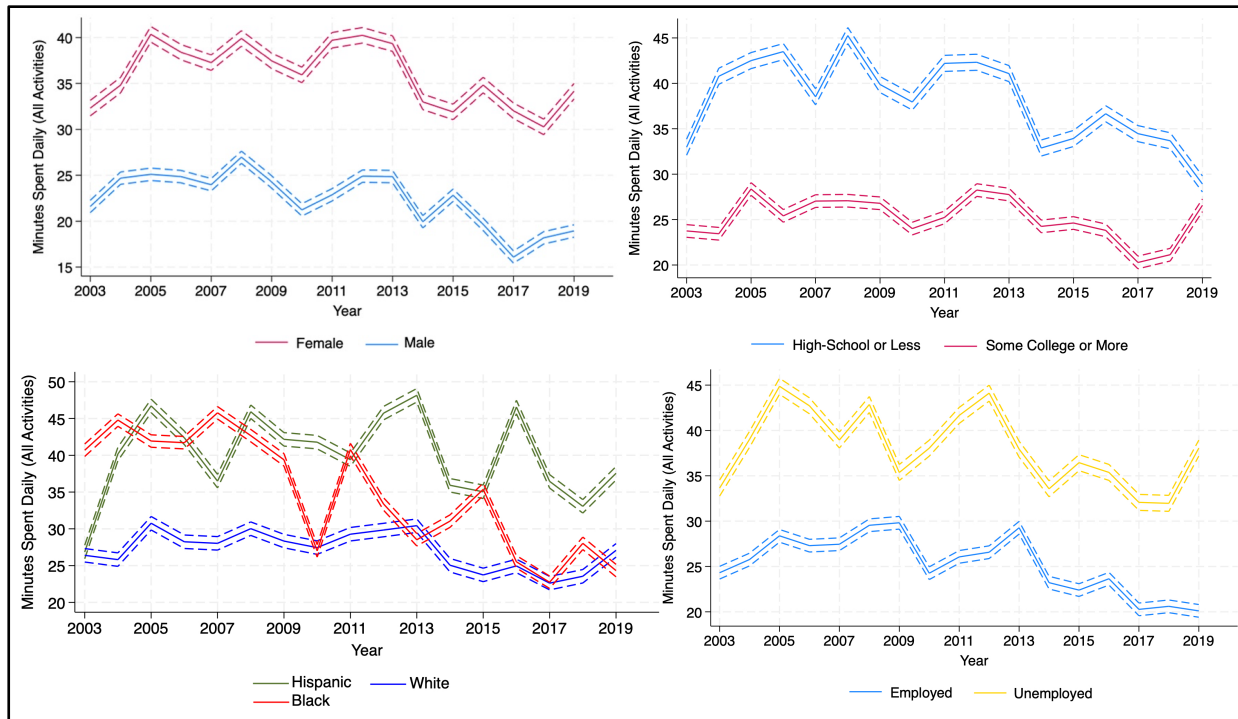 Minutes Spent Daily (All Activities)
40
35
30
25
20
15
2003 2005 2007 2009 2011 2013 2015 2017 2019
Year
Female Male
Minutes Spent Daily (All Activities)
45
40
35
30
25
20
2003 2005 2007 2009 2011 2013 2015 2017 2019
Year
High-School or Less Some College or More
Minutes Spent Daily (All Activities)
50
45
40
35
30
25
20
2003 2005 2007 2009 2011 2013 2015 2017 2019
Year
Hispanic White
Black
Minutes Spent Daily (All Activities)
45
40
35
30
25
20
2003 2005 2007 2009 2011 2013 2015 2017 2019
Year
Employed Unemployed